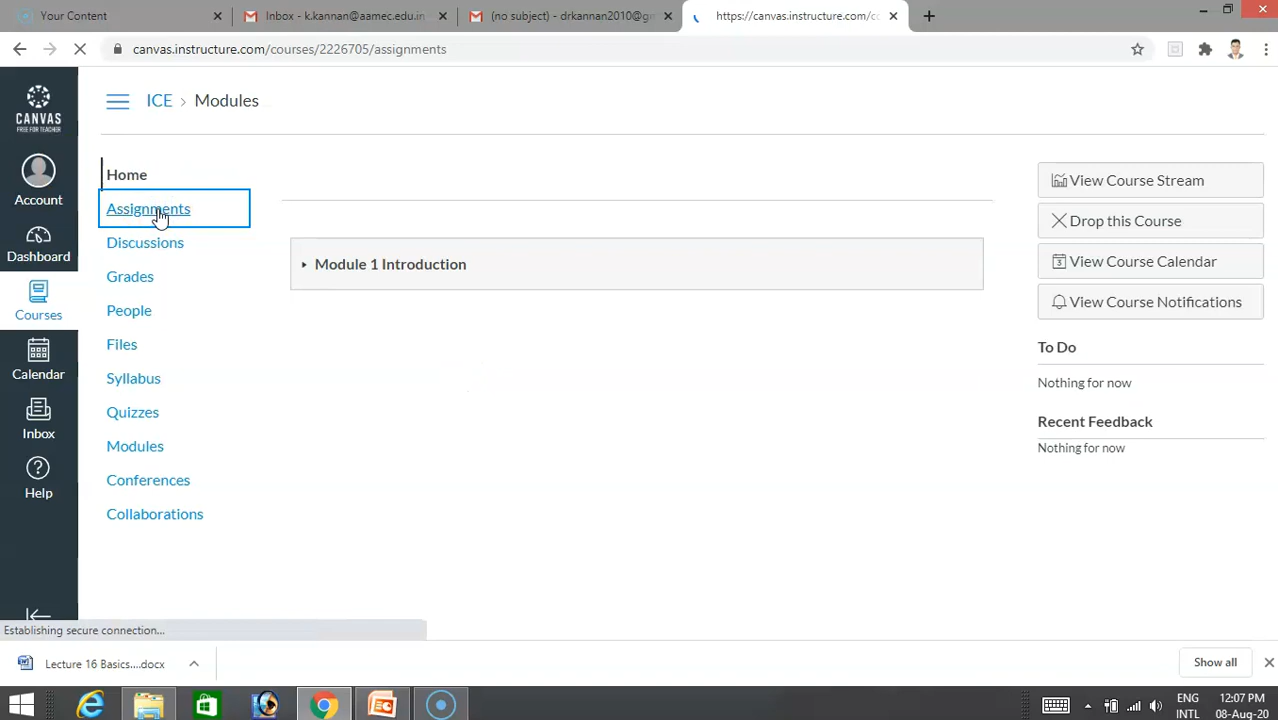 Your Content
Inbox - k.kannan@aamec.edu.in
(no subject) - drkannan2010@gm
https://canvas.instructure.com/co
canvas.instructure.com/courses/2226705/assignments
CANVAS
FREE FOR TEACHER
Account
Dashboard
Courses
Calendar
Inbox
Help
ICE › Modules
Home
Assignments
Discussions
Grades
People
Files
Syllabus
Quizzes
Modules
Conferences
Collaborations
Module 1 Introduction
View Course Stream
Drop this Course
View Course Calendar
View Course Notifications
To Do
Nothing for now
Recent Feedback
Nothing for now
Establishing secure connection...
Lecture 16 Basics....docx
Show all
ENG
INTL
12:07 PM
08-Aug-20